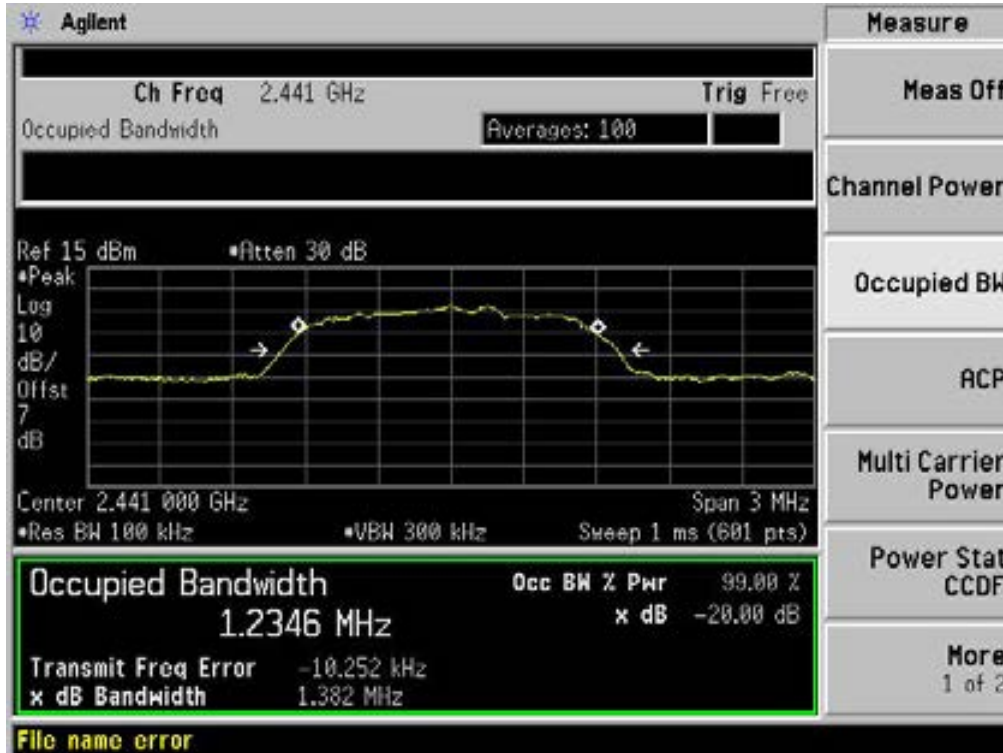 Agilent
Measure
Ch Freq 2.441 GHz Trig Free
Occupied Bandwidth Averages: 100
Meas Off
Channel Power
Occupied BW
ACP
Multi Carrier
Power
Power Stat
CCDF
More
1 of 2
Ref 15 dBm •Atten 30 dB
•Peak
Log
10
dB/
Offst
7
dB
Center 2.441 000 GHz Span 3 MHz
•Res BW 100 kHz •VBW 300 kHz Sweep 1 ms (601 pts)
Occupied Bandwidth Occ BW % Pwr 99.00 %
1.2346 MHz x dB -20.00 dB
Transmit Freq Error -10.252 kHz
x dB Bandwidth 1.382 MHz
File name error